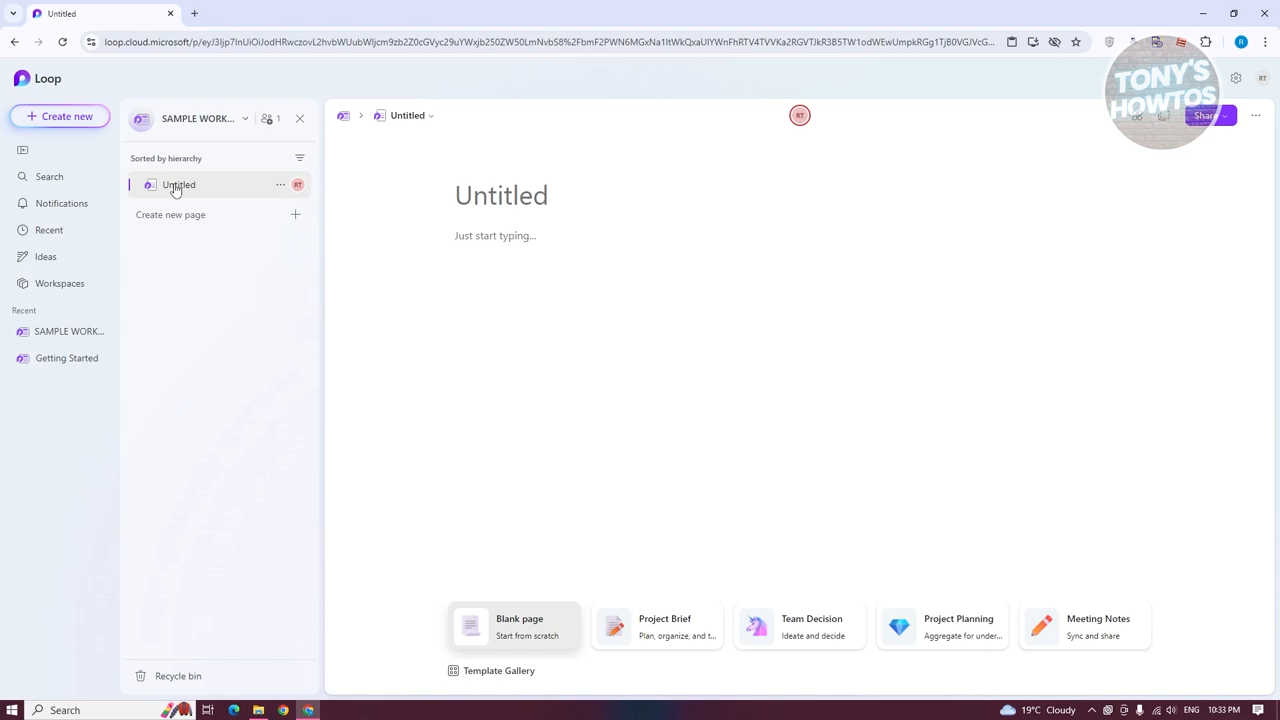 Untitled
loop.cloud.microsoft/p/
Loop
RT
Create new
SAMPLE WORK...
1
Untitled
RT
Share
Sorted by hierarchy
Search
Untitled
RT
Untitled
Notifications
Create new page
Recent
Just start typing...
Ideas
Workspaces
Recent
SAMPLE WORK...
Getting Started
TONY'S
HOWTOS
Blank page
Start from scratch
Project Brief
Plan, organize, and t...
Team Decision
Ideate and decide
Project Planning
Aggregate for under...
Meeting Notes
Sync and share
Template Gallery
Recycle bin
Search
19°C Cloudy
ENG
10:33 PM
R